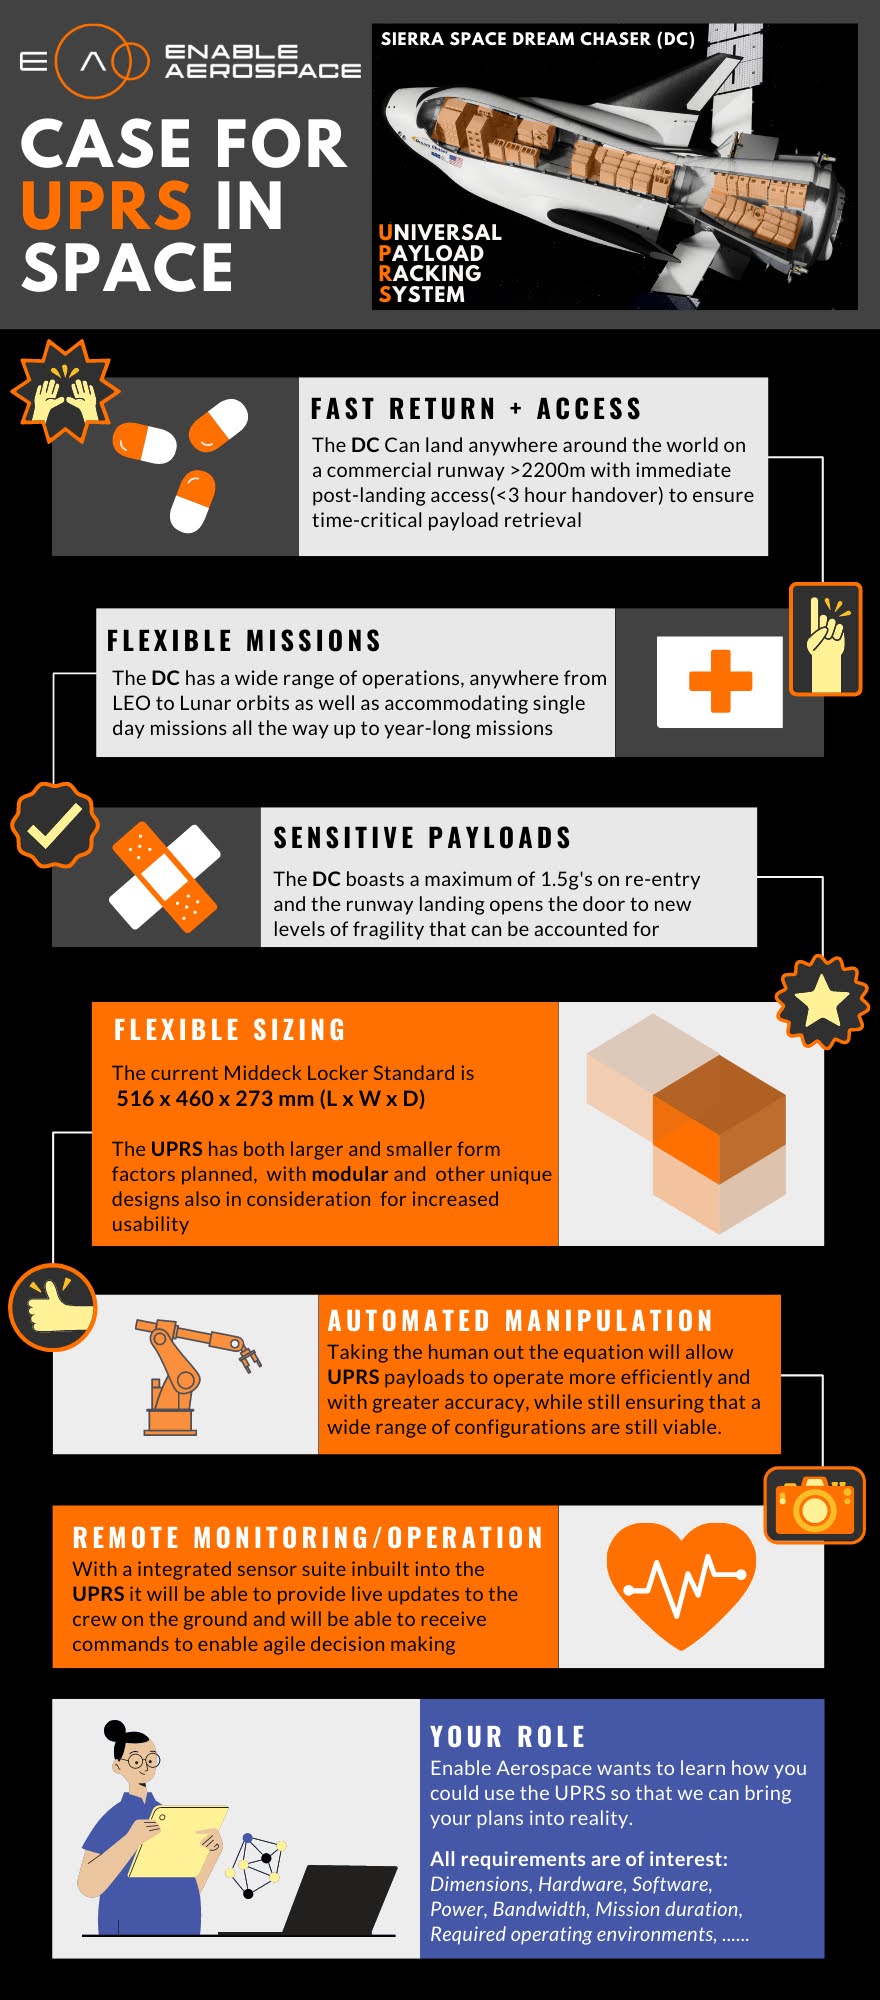 E A ENABLE
AEROSPACE
CASE FOR
UPRS IN
SPACE
SIERRA SPACE DREAM CHASER (DC)
Dream Chaser
UNIVERSAL
PAYLOAD
RACKING
SYSTEM
FAST RETURN + ACCESS
The DC Can land anywhere around the world on
a commercial runway >2200m with immediate
post-landing access(<3 hour handover) to ensure
time-critical payload retrieval
FLEXIBLE MISSIONS
The DC has a wide range of operations, anywhere from
LEO to Lunar orbits as well as accommodating single
day missions all the way up to year-long missions
SENSITIVE PAYLOADS
The DC boasts a maximum of 1.5g's on re-entry
and the runway landing opens the door to new
levels of fragility that can be accounted for
FLEXIBLE SIZING
The current Middeck Locker Standard is
516 x 460 x 273 mm (L x W x D)
The UPRS has both larger and smaller form
factors planned, with modular and other unique
designs also in consideration for increased
usability
AUTOMATED MANIPULATION
Taking the human out the equation will allow
UPRS payloads to operate more efficiently and
with greater accuracy, while still ensuring that a
wide range of configurations are still viable.
REMOTE MONITORING/OPERATION
With a integrated sensor suite inbuilt into the
UPRS it will be able to provide live updates to the
crew on the ground and will be able to receive
commands to enable agile decision making
YOUR ROLE
Enable Aerospace wants to learn how you
could use the UPRS so that we can bring
your plans into reality.
All requirements are of interest:
Dimensions, Hardware, Software,
Power, Bandwidth, Mission duration,
Required operating environments, ......